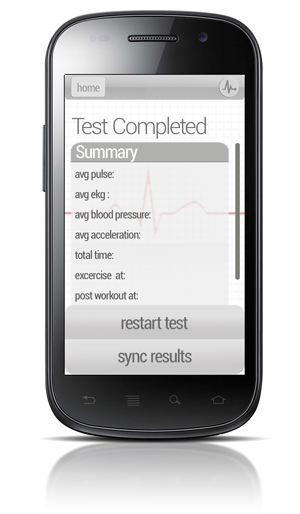 home
Test Completed
Summary
avg pulse:
avg ekg :
avg blood pressure:
avg acceleration:
total time:
excercise at:
post workout at:
restart test
sync results